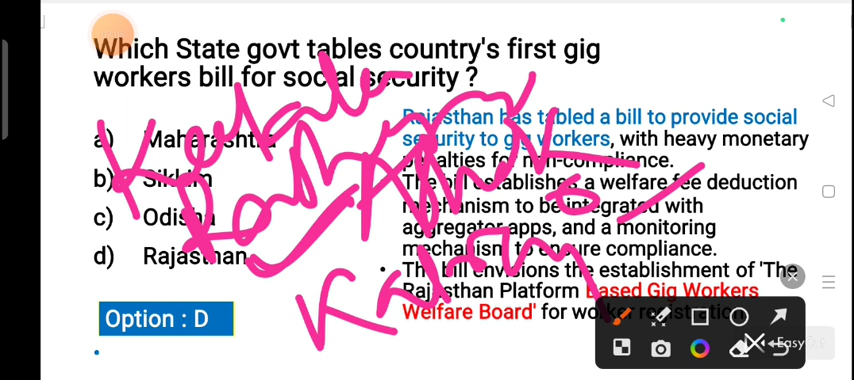 Which State govt tables country's first gig
workers bill for social security ?
a) Maharashtra
b) Sikkim
c) Odisha
d) Rajasthan
Option : D
Rajasthan has tabled a bill to provide social
security to gig workers, with heavy monetary
penalties for non-compliance.
The bill establishes a welfare fee deduction
mechanism to be integrated with
aggregator apps, and a monitoring
mechanism to ensure compliance.
• The bill envisions the establishment of 'The
Rajasthan Platform Based Gig Workers
Welfare Board' for worker registration